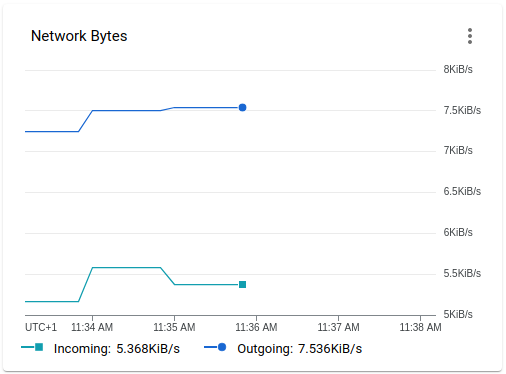 Network Bytes
8KiB/s
7.5KiB/s
7KiB/s
6.5KiB/s
6KiB/s
5.5KiB/s
5KiB/s
UTC+1 11:34 AM 11:35 AM 11:36 AM 11:37 AM 11:38 AM
Incoming: 5.368KiB/s Outgoing: 7.536KiB/s